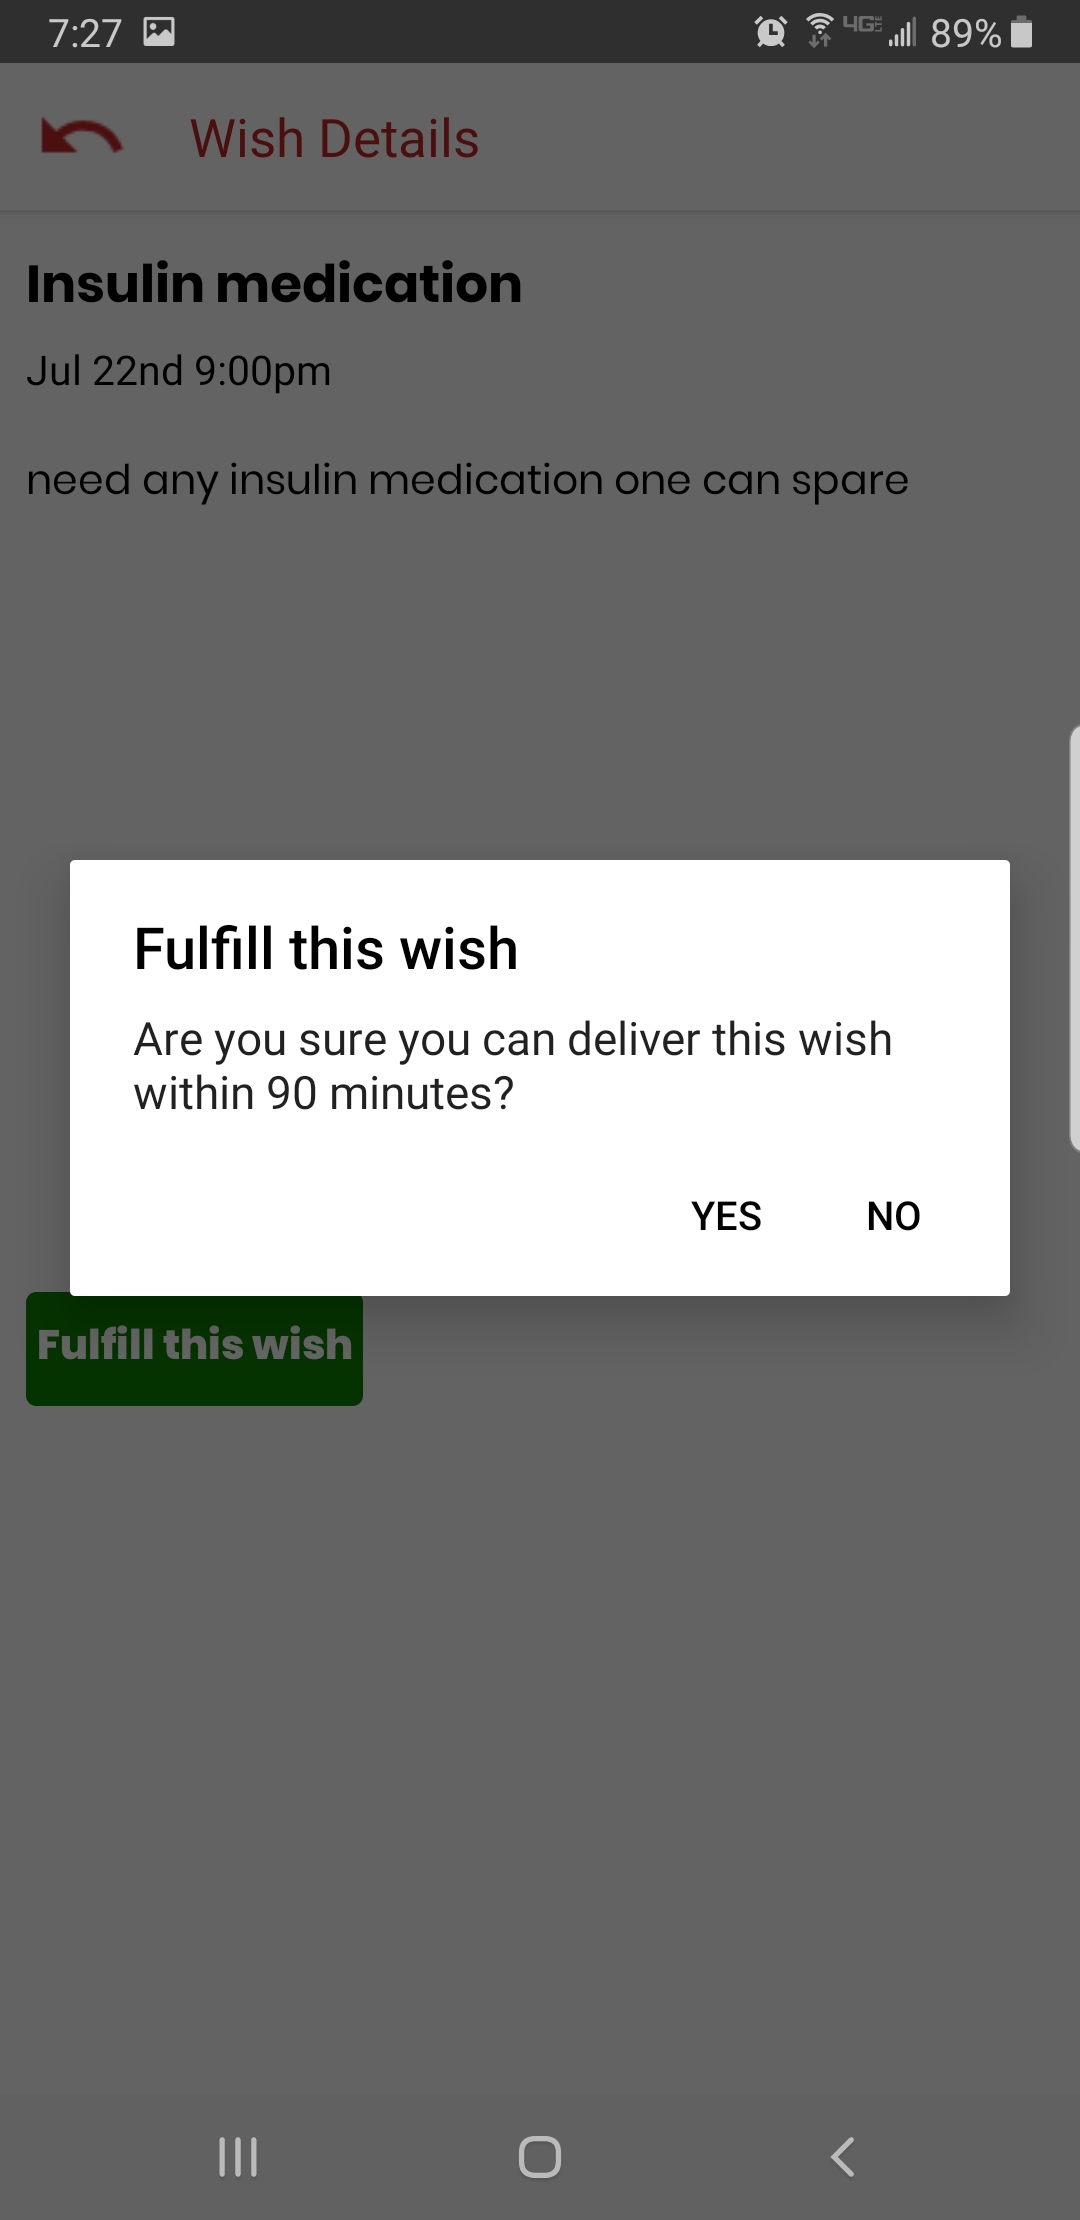 7:27 4G LTE 89%
Wish Details
Insulin medication
Jul 22nd 9:00pm
need any insulin medication one can spare
Fulfill this wish
Are you sure you can deliver this wish
within 90 minutes?
YES NO
Fulfill this wish